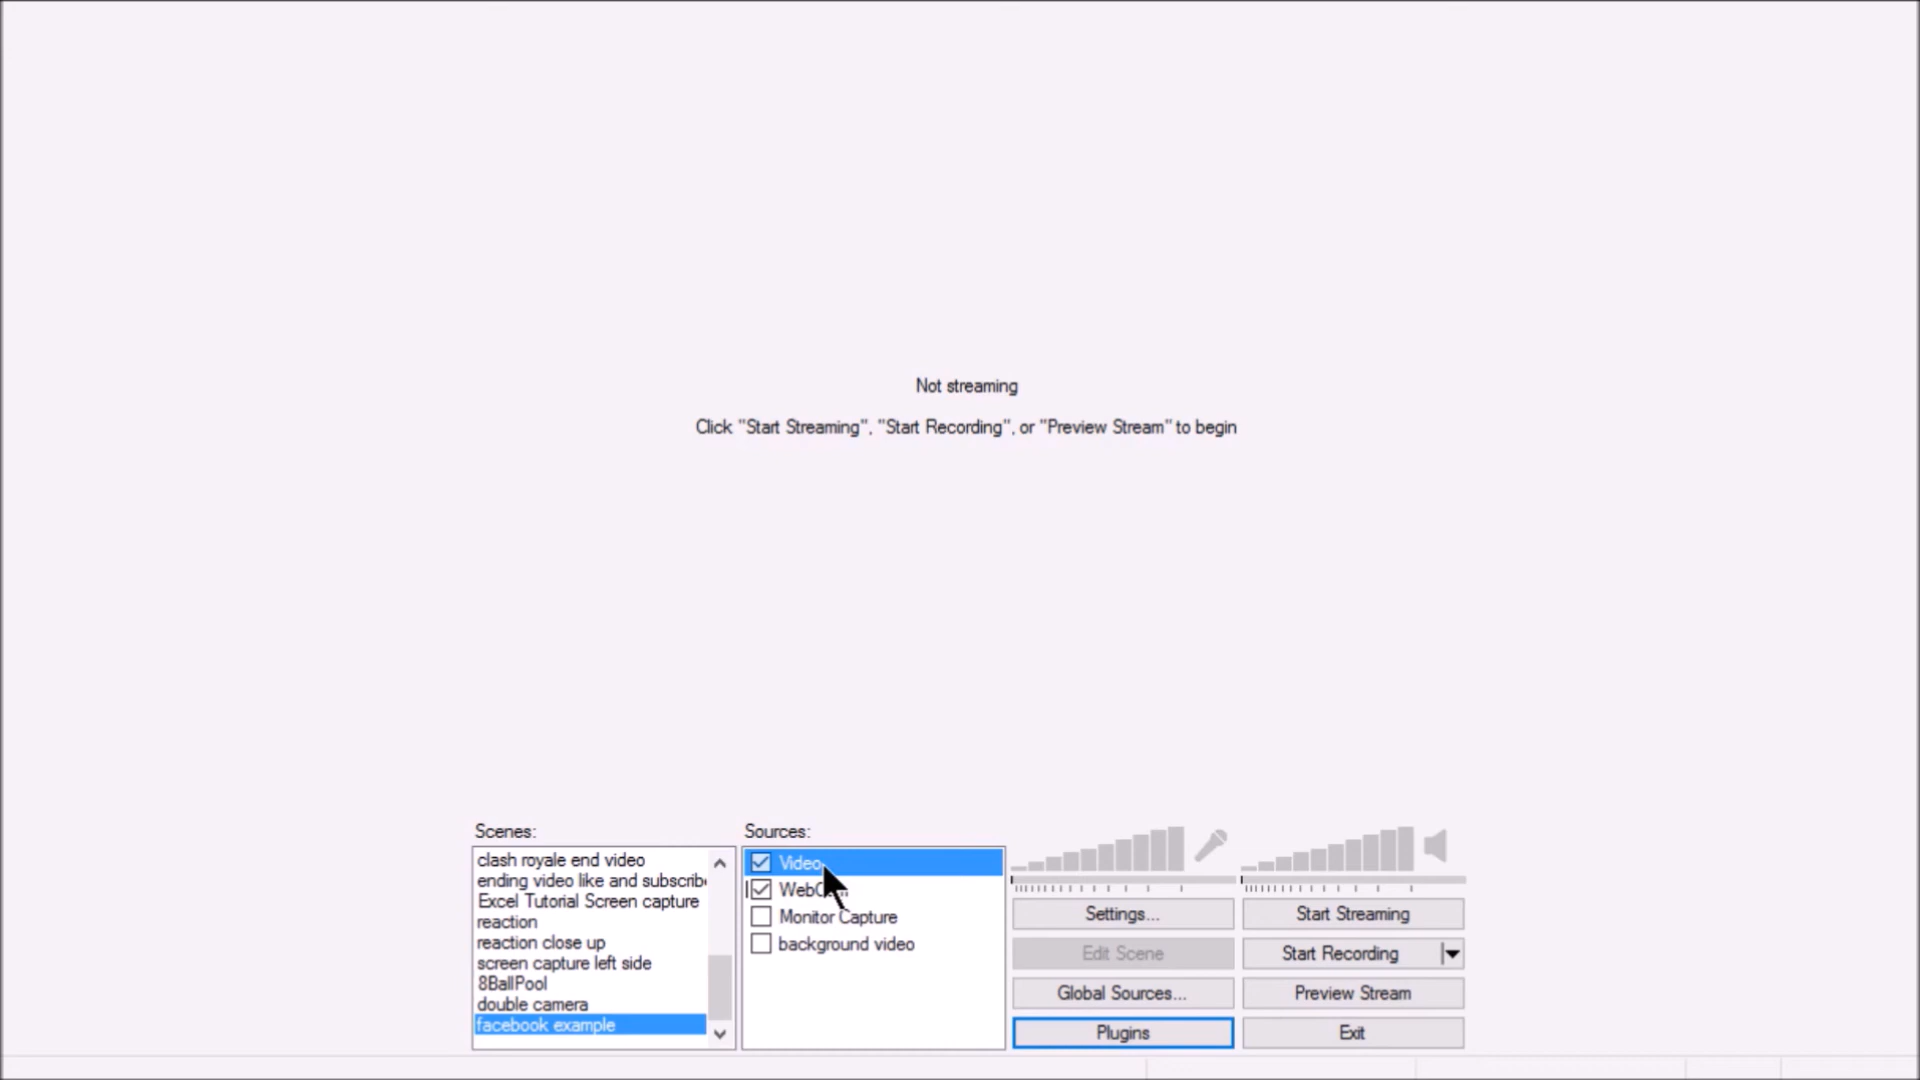 Not streaming
Click "Start Streaming", "Start Recording", or "Preview Stream" to begin
Scenes:
clash royale end video
ending video like and subscribe
Excel Tutorial Screen capture
reaction
reaction close up
screen capture left side
8BallPool
double camera
facebook example
Sources:
Video
Monitor Capture
background video
Settings...
Edit Scene
Global Sources...
Plugins
Start Streaming
Start Recording
Preview Stream
Exit